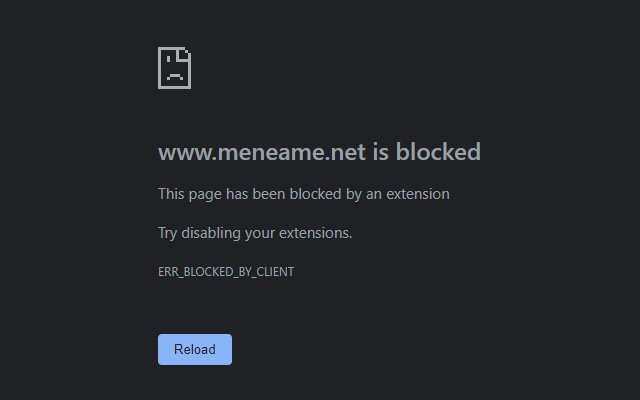 www.meneame.net is blocked
This page has been blocked by an extension
Try disabling your extensions.
ERR_BLOCKED_BY_CLIENT
Reload